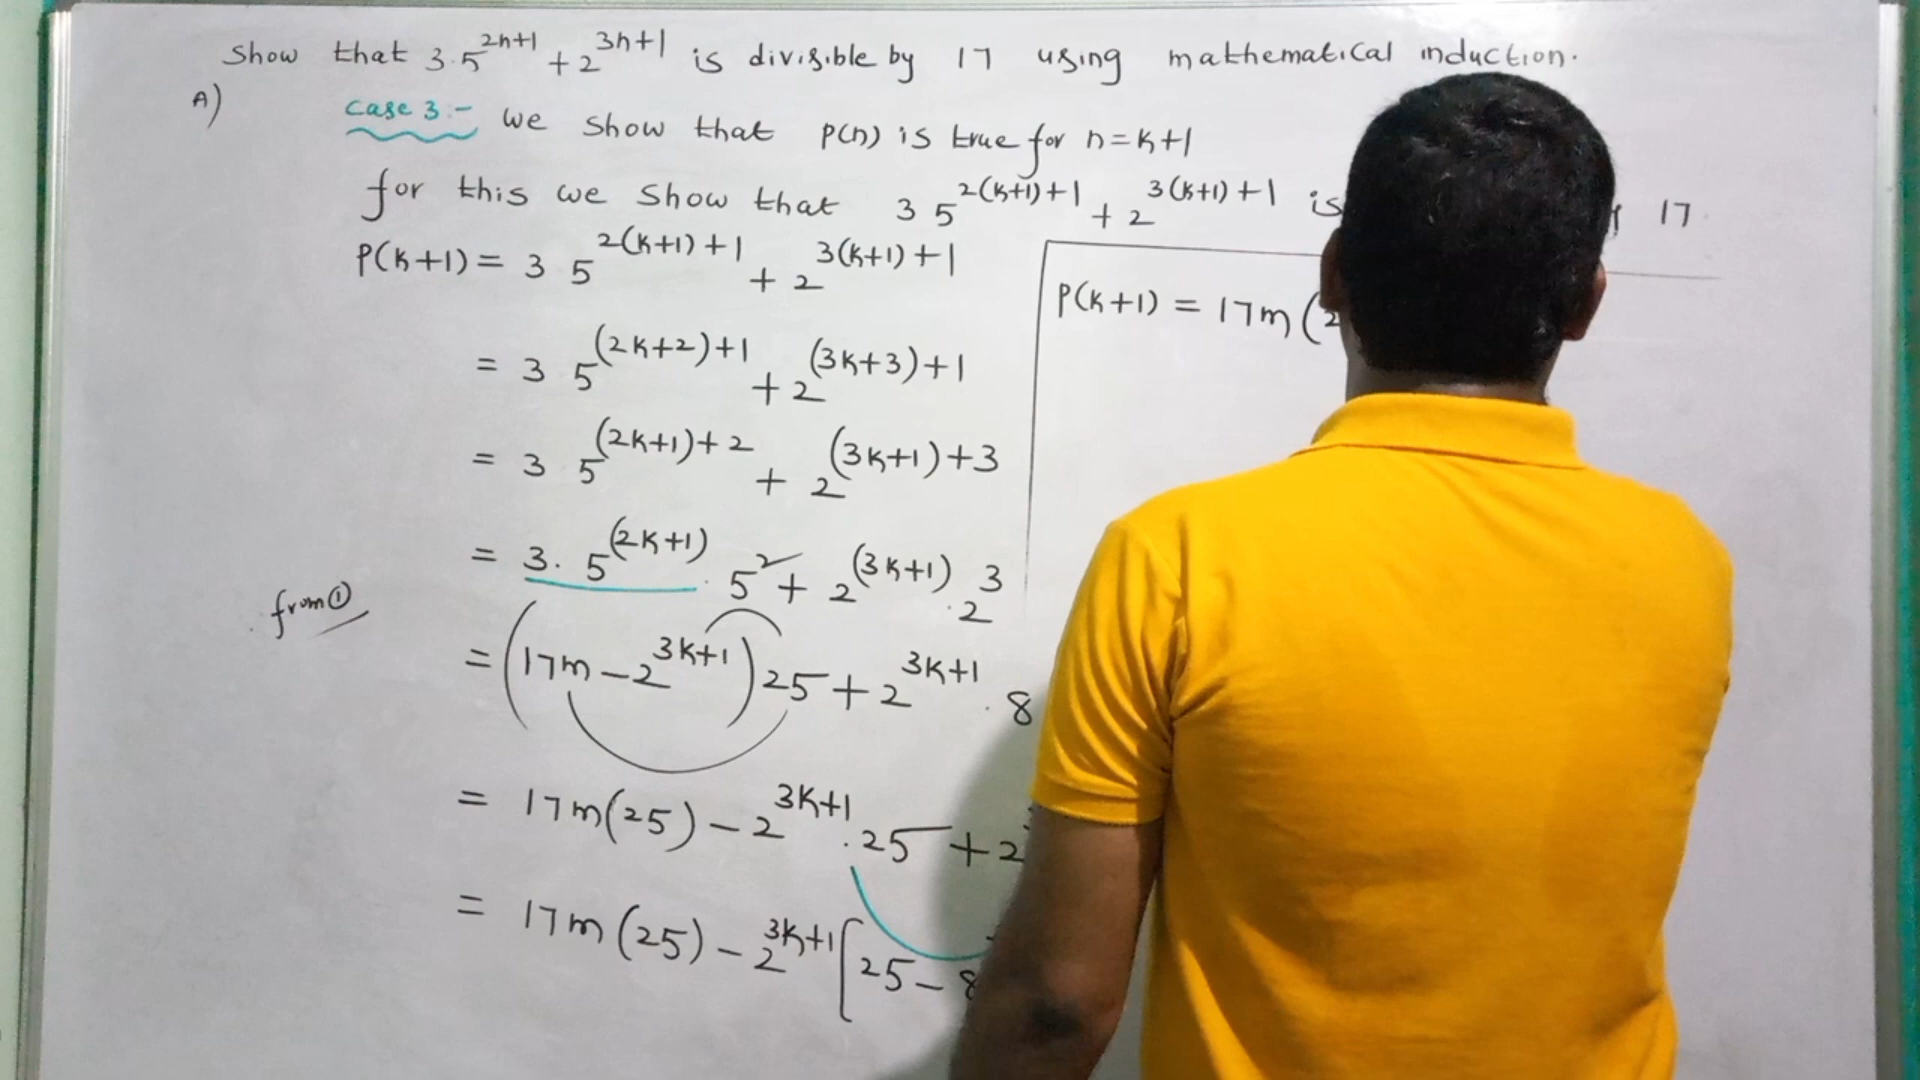 Show that 3.5^{2n+1} + 2^{3n+1} is divisible by 17 using mathematical induction.
A)
Case 3:- We show that P(n) is true for n=k+1
for this we show that 3 5^{2(k+1)+1} + 2^{3(k+1)+1} is 17
P(k+1) = 3 5^{2(k+1)+1} + 2^{3(k+1)+1}
= 3 5^{(2k+2)+1} + 2^{(3k+3)+1}
= 3 5^{(2k+1)+2} + 2^{(3k+1)+3}
= 3. 5^{(2k+1)} . 5^2 + 2^{(3k+1)} . 2^3
from ①
= (17m - 2^{3k+1}) 25 + 2^{3k+1} . 8
= 17m(25) - 2^{3k+1} . 25 + 2
= 17m(25) - 2^{3k+1} [25 - 8
P(k+1) = 17m(2